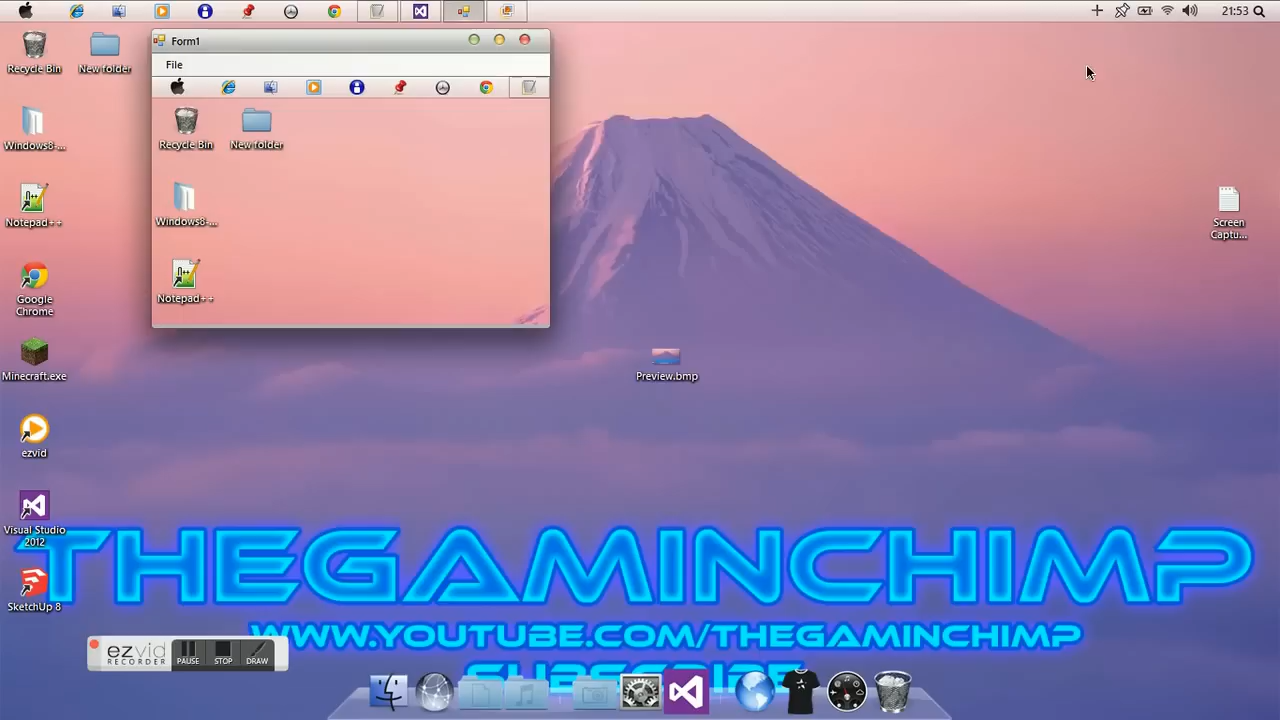 21:53
Form1
File
Recycle Bin
New folder
Windows8-...
Notepad++
Recycle Bin
New folder
Windows8-...
Notepad++
Google
Chrome
Minecraft.exe
ezvid
Visual Studio
2012
SketchUp 8
Preview.bmp
Screen
Captu...
THEGAMINCHIMP
WWW.YOUTUBE.COM/THEGAMINCHIMP
SUBSCRIBE
ezvid
RECORDER
PAUSE
STOP
DRAW